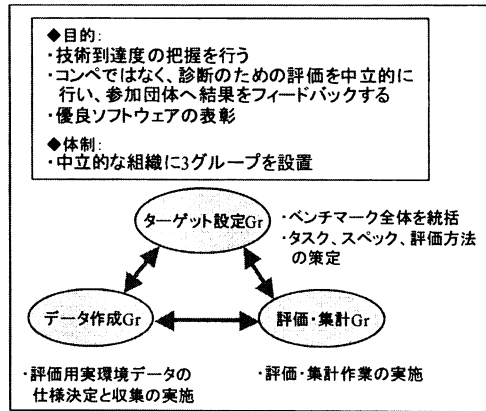 ◆目的:
・技術到達度の把握を行う
・コンペではなく、診断のための評価を中立的に
行い、参加団体へ結果をフィードバックする
・優良ソフトウェアの表彰
◆体制:
・中立的な組織に3グループを設置
ターゲット設定Gr
・ベンチマーク全体を統括
・タスク、スペック、評価方法
の策定
データ作成Gr
評価・集計Gr
・評価用実環境データの
仕様決定と収集の実施
・評価・集計作業の実施